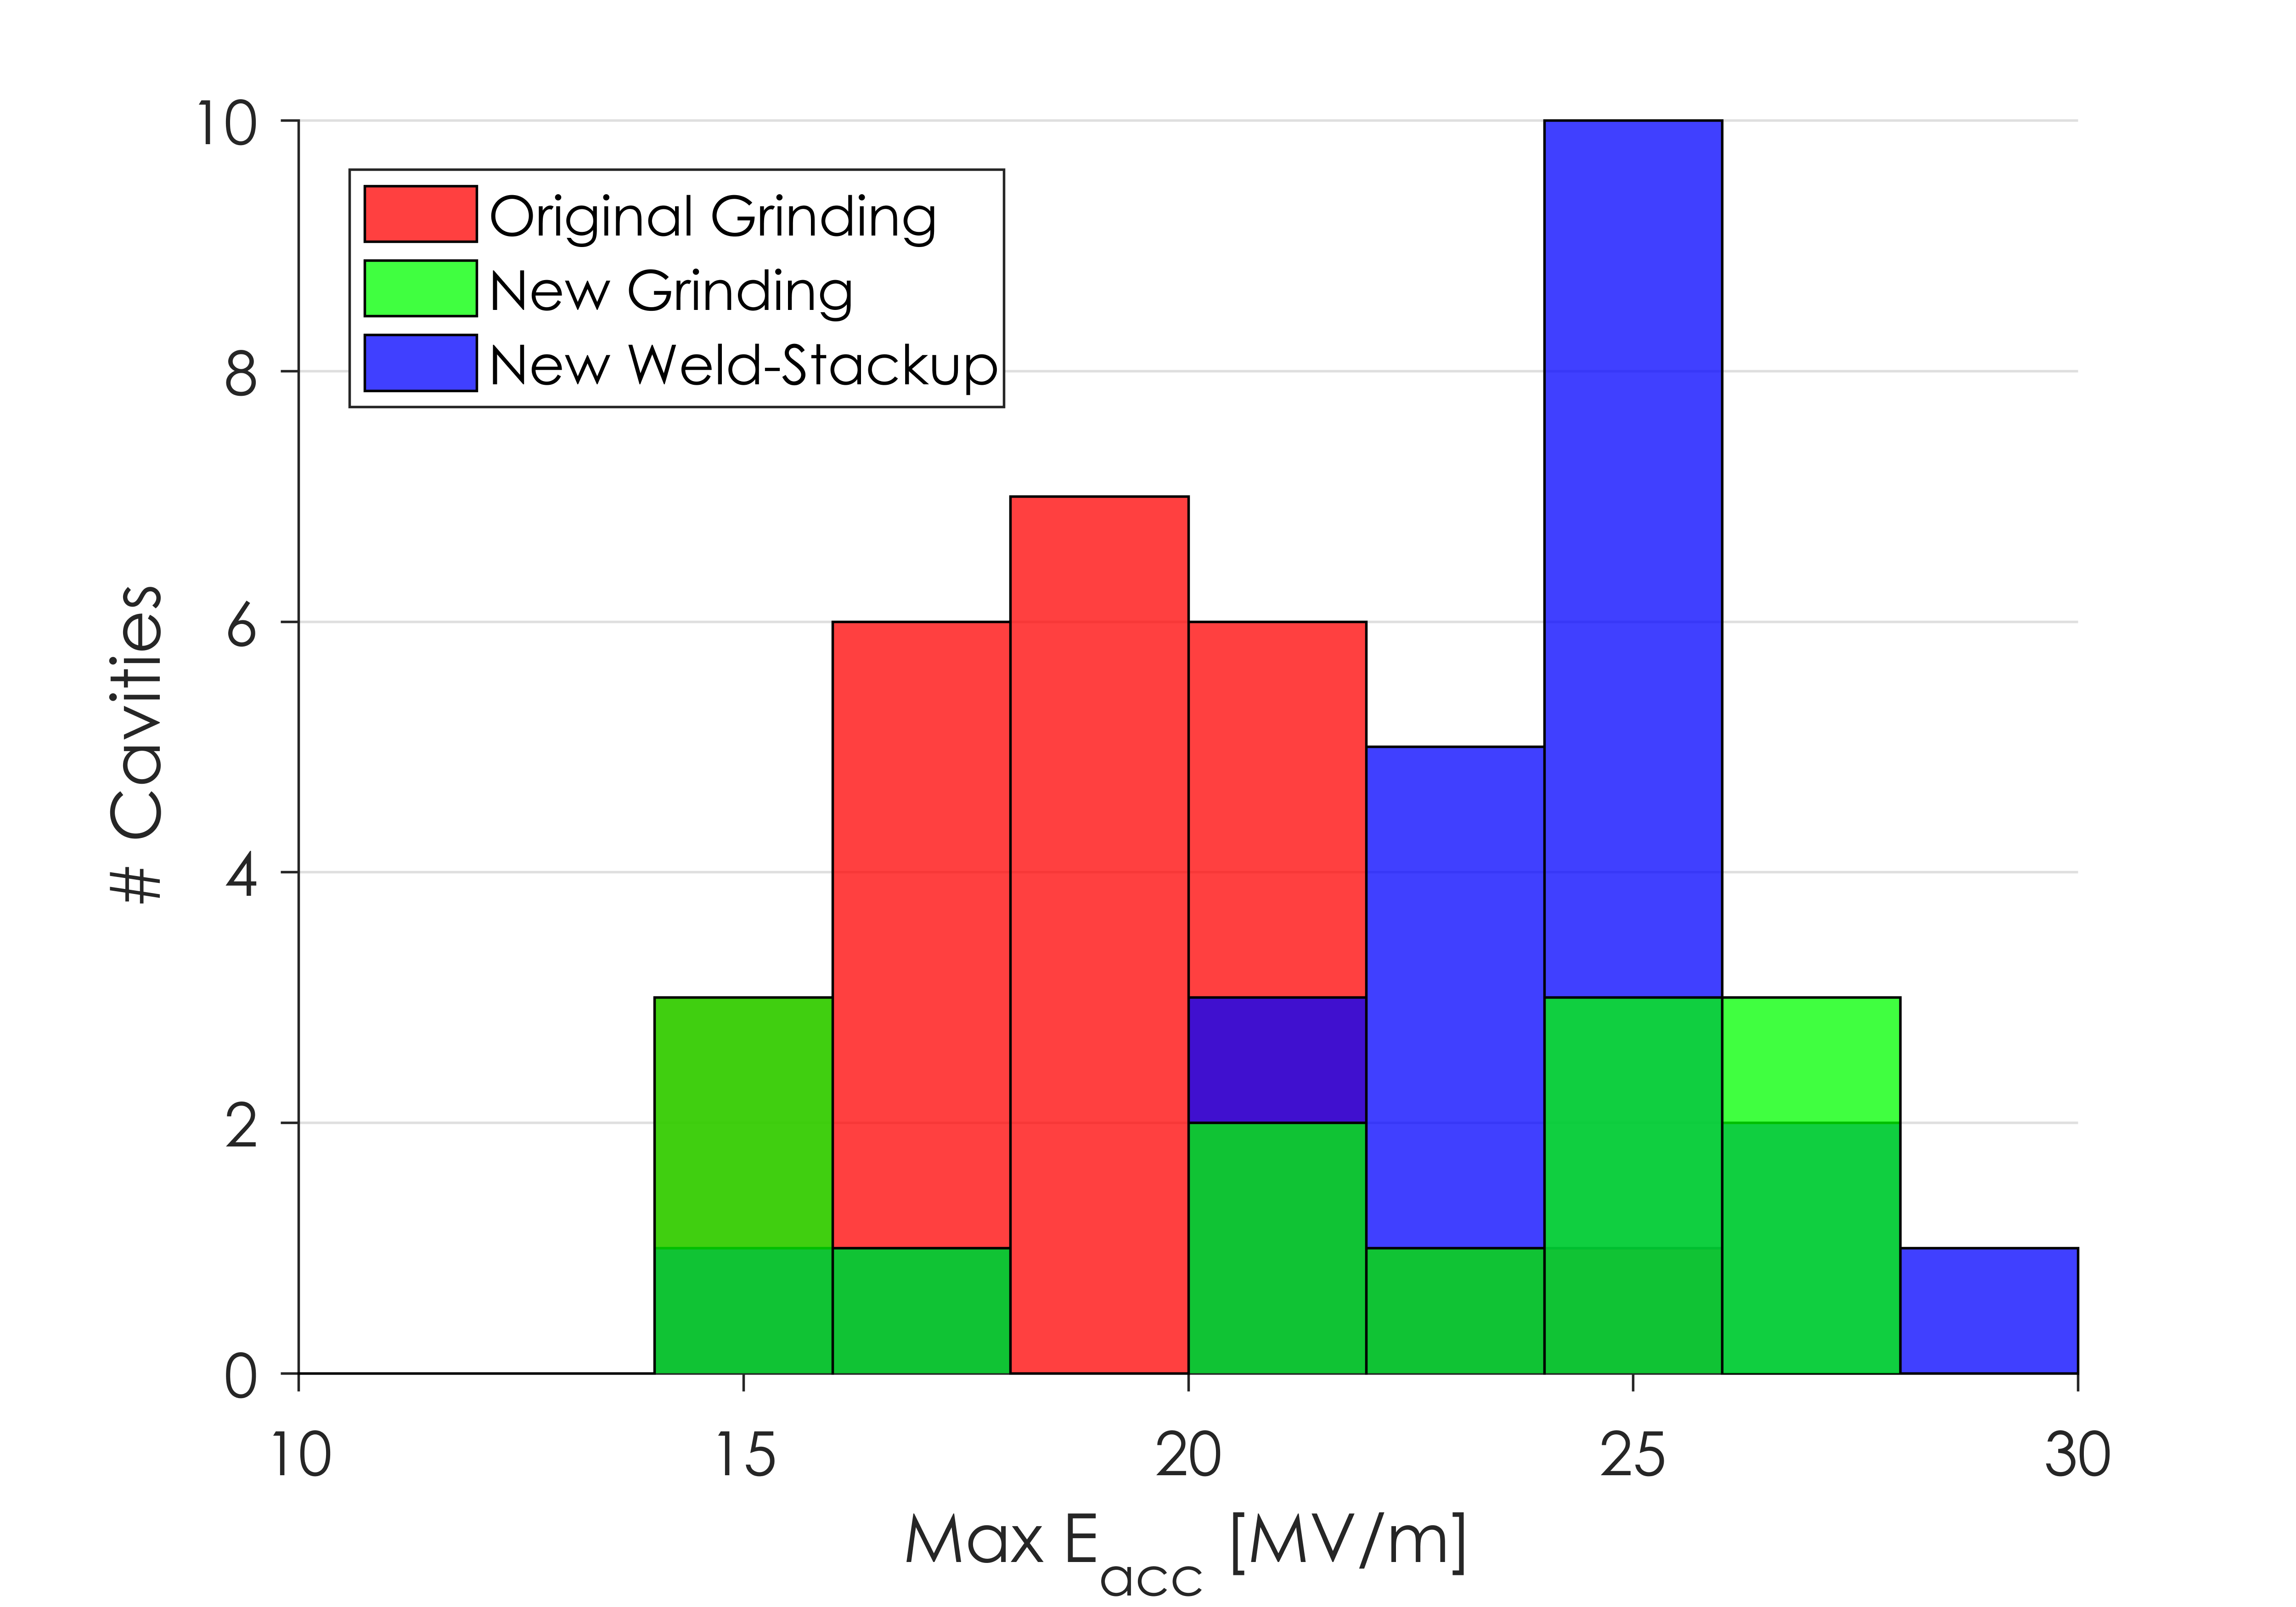 10
8
6
4
2
0
# Cavities
Original Grinding
New Grinding
New Weld-Stackup
10 15 20 25 30
Max Eacc [MV/m]